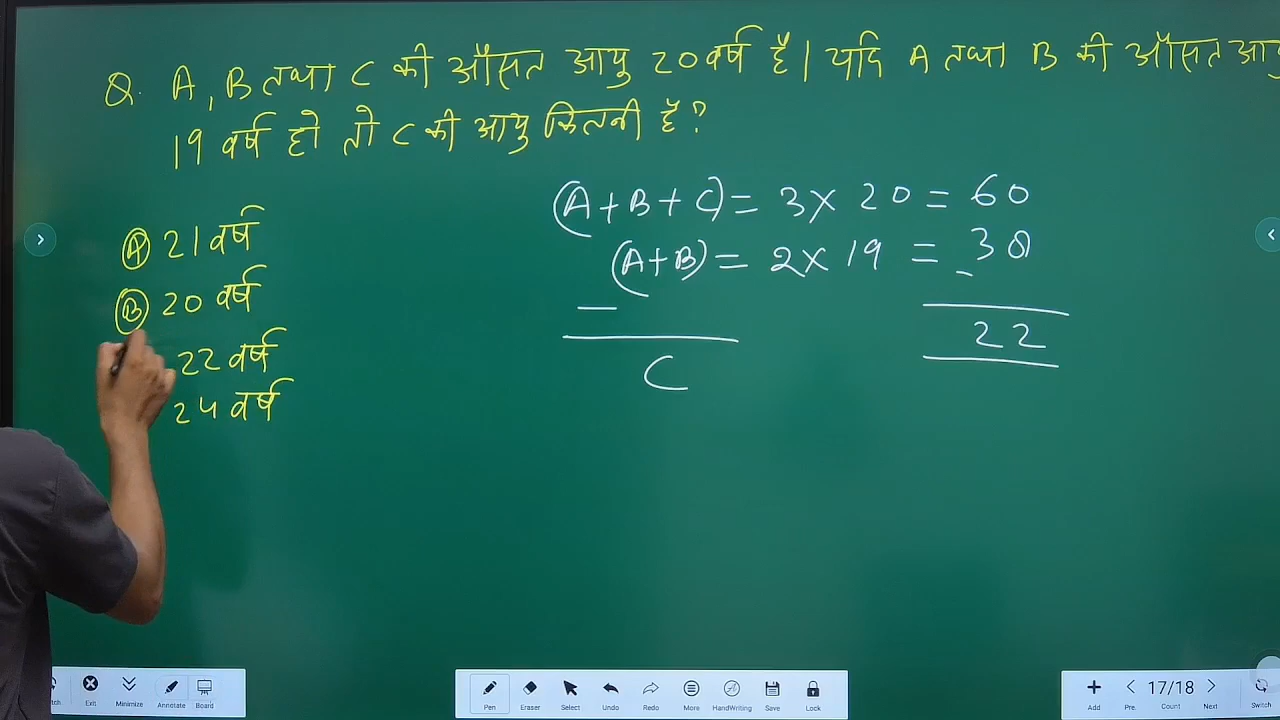 Q. A, B तथा C की औसत आयु 20 वर्ष है। यदि A तथा B की औसत आयु
19 वर्ष हो तो C की आयु कितनी है?
(A+B+C) = 3 × 20 = 60
(A+B) = 2 × 19 = - 38
—
C 22
(A) 21 वर्ष
(B) 20 वर्ष
22 वर्ष
24 वर्ष
Exit
Minimize
Annotate
Board
Pen
Eraser
Select
Undo
Redo
More
HandWriting
Save
Lock
Add
Pre.
17/18
Count
Next
Switch